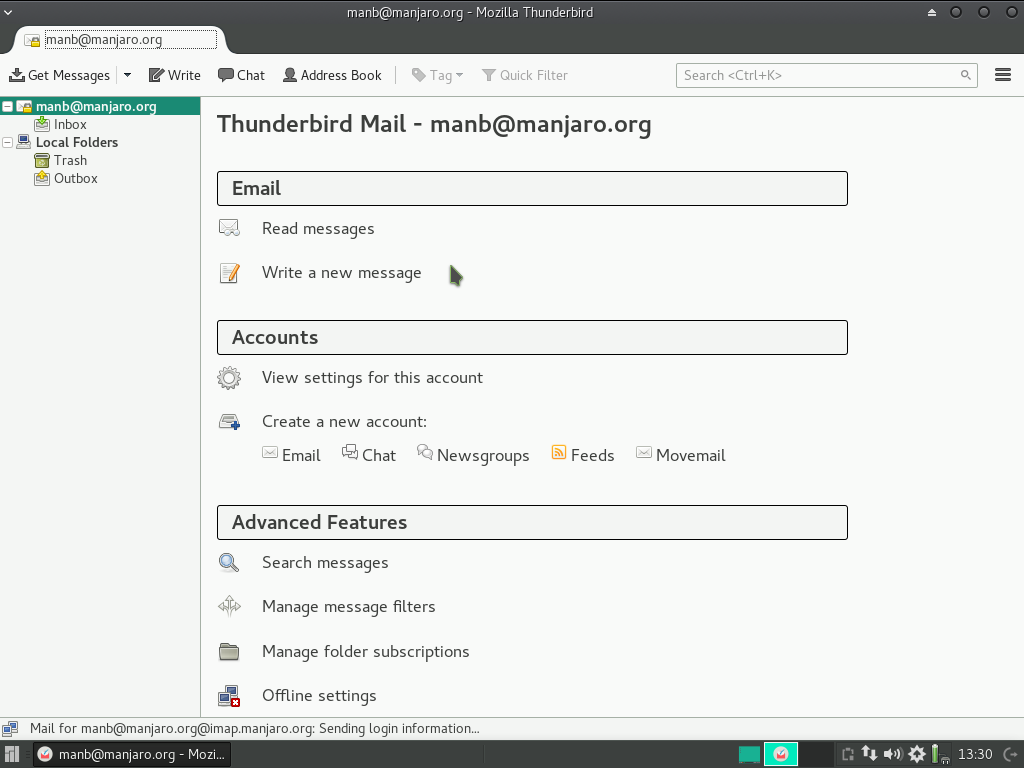 manb@manjaro.org - Mozilla Thunderbird
manb@manjaro.org
Get Messages Write Chat Address Book Tag Quick Filter Search <Ctrl+K>
manb@manjaro.org
Inbox
Local Folders
Trash
Outbox
Thunderbird Mail - manb@manjaro.org
Email
Read messages
Write a new message
Accounts
View settings for this account
Create a new account:
Email Chat Newsgroups Feeds Movemail
Advanced Features
Search messages
Manage message filters
Manage folder subscriptions
Offline settings
Mail for manb@manjaro.org@imap.manjaro.org: Sending login information...
manb@manjaro.org - Mozi... 13:30